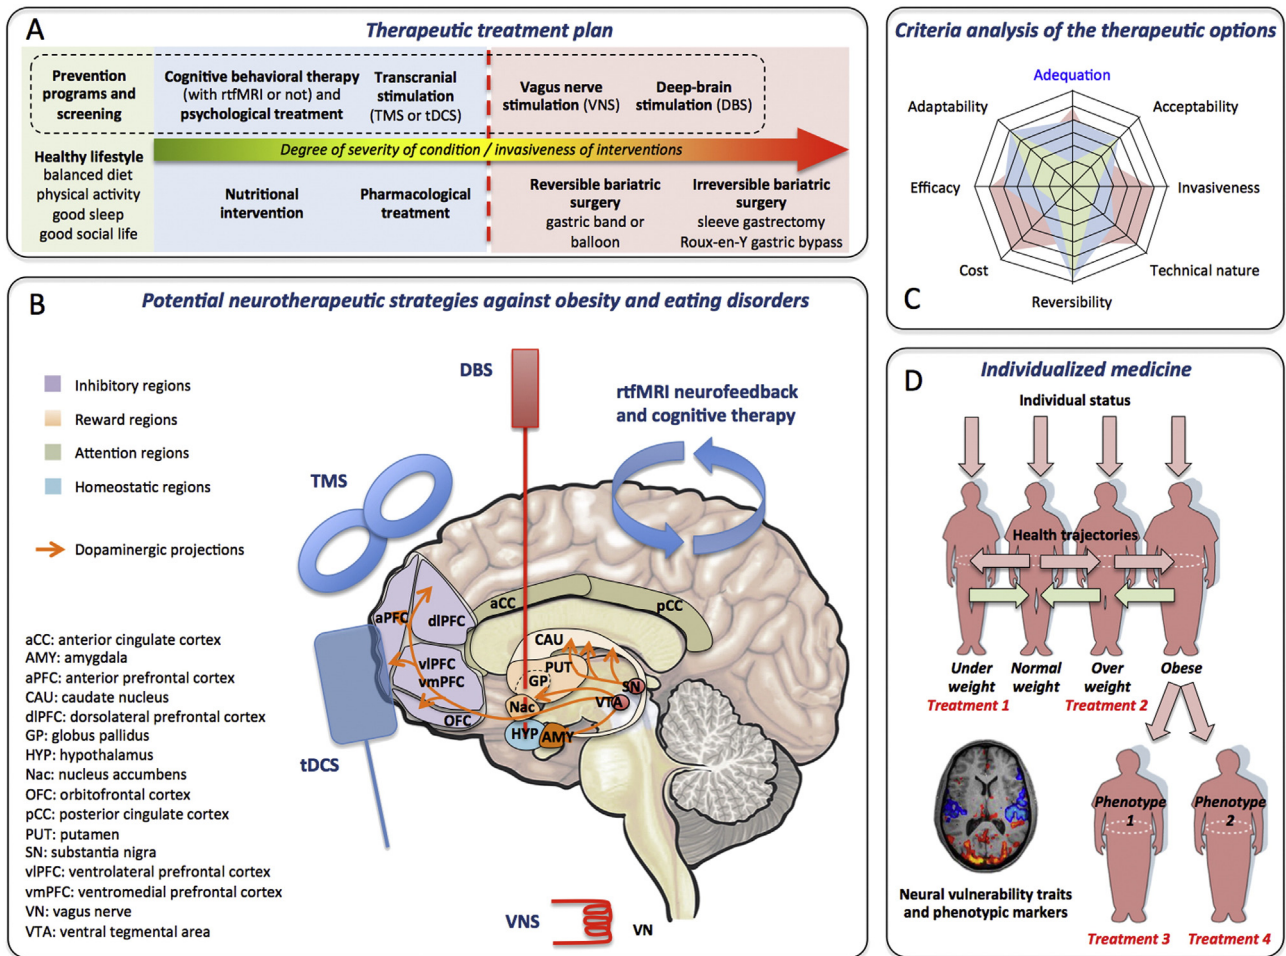 A
Therapeutic treatment plan
Prevention
programs and
screening
Cognitive behavioral therapy
(with rtfMRI or not) and
psychological treatment
Transcranial
stimulation
(TMS or tDCS)
Vagus nerve
stimulation (VNS)
Deep-brain
stimulation (DBS)
Degree of severity of condition / invasiveness of interventions
Healthy lifestyle
balanced diet
physical activity
good sleep
good social life
Nutritional
intervention
Pharmacological
treatment
Reversible bariatric
surgery
gastric band or
balloon
Irreversible bariatric
surgery
sleeve gastrectomy
Roux-en-Y gastric bypass
B
Potential neurotherapeutic strategies against obesity and eating disorders
Inhibitory regions
Reward regions
Attention regions
Homeostatic regions
Dopaminergic projections
aCC: anterior cingulate cortex
AMY: amygdala
aPFC: anterior prefrontal cortex
CAU: caudate nucleus
dlPFC: dorsolateral prefrontal cortex
GP: globus pallidus
HYP: hypothalamus
Nac: nucleus accumbens
OFC: orbitofrontal cortex
pCC: posterior cingulate cortex
PUT: putamen
SN: substantia nigra
vlPFC: ventrolateral prefrontal cortex
vmPFC: ventromedial prefrontal cortex
VN: vagus nerve
VTA: ventral tegmental area
DBS
rtfMRI neurofeedback
and cognitive therapy
TMS
tDCS
aPFC
dlPFC
vlPFC
vmPFC
OFC
aCC
pCC
CAU
PUT
GP
Nac
SN
VTA
HYP
AMY
VNS
VN
Criteria analysis of the therapeutic options
Adequation
Adaptability
Acceptability
Efficacy
Invasiveness
Cost
Technical nature
Reversibility
C
D
Individualized medicine
Individual status
Health trajectories
Under
weight
Normal
weight
Over
weight
Obese
Treatment 1
Treatment 2
Phenotype
1
Phenotype
2
Neural vulnerability traits
and phenotypic markers
Treatment 3
Treatment 4